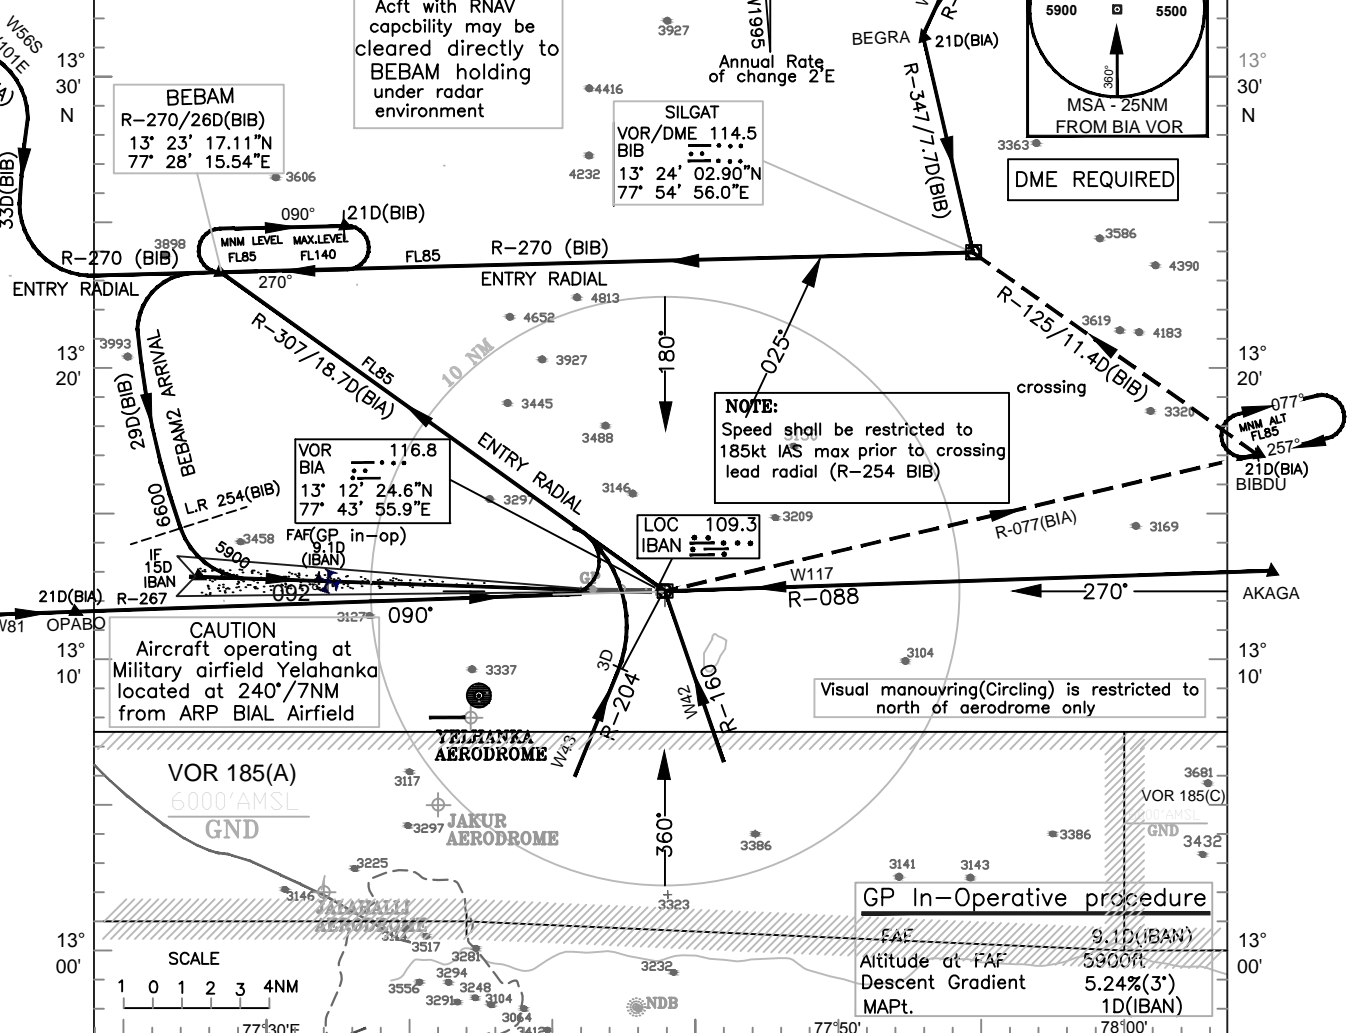 Acft with RNAV
capcbility may be
cleared directly to
BEBAM holding
under radar
environment
W56S
13°
30'
N
BEBAM
R-270/26D(BIB)
13° 23' 17.11"N
77° 28' 15.54"E
3927
4416
4232
W1995
Annual Rate
of change 2'E
BEGRA
21D(BIA)
R-347/7.7D(BIB)
5900
5500
360°
MSA - 25NM
FROM BIA VOR
13°
30'
N
SILGAT
VOR/DME 114.5
BIB
13° 24' 02.90"N
77° 54' 56.0"E
3363
DME REQUIRED
33D(BIB)
3606
090°
21D(BIB)
MNM LEVEL MAX.LEVEL
FL85 FL140
3898
R-270 (BIB)
ENTRY RADIAL
270°
FL85
R-270 (BIB)
ENTRY RADIAL
3586
4390
4813
4652
3927
3445
3488
10 NM
180°
025°
R-125/11.4D(BIB)
3619
4183
3320
crossing
3993
13°
20'
13°
20'
29D(BIB)
BEBAM2 ARRIVAL
R-307/18.7D(BIA)
FL85
ENTRY RADIAL
NOTE:
Speed shall be restricted to
185kt IAS max prior to crossing
lead radial (R-254 BIB)
077°
MNM ALT
FL85
257°
21D(BIA)
BIBDU
VOR 116.8
BIA
13° 12' 24.6"N
77° 43' 55.9"E
3297
3146
3209
3169
LOC 109.3
IBAN
R-077(BIA)
6600
L.R 254(BIB)
3458
FAF(GP in-op)
9.1D
(IBAN)
5900
IF
15D
IBAN
092°
GP
W117
R-088
270°
AKAGA
21D(BIA)
R-267
W81
OPABO
3127
090°
CAUTION
Aircraft operating at
Military airfield Yelahanka
located at 240°/7NM
from ARP BIAL Airfield
3337
YELHANKA
AERODROME
3D
R-204
W43
W42
R-160
3104
13°
10'
13°
10'
Visual manouvring(Circling) is restricted to
north of aerodrome only
VOR 185(A)
6000'AMSL
GND
3117
3297
JAKUR
AERODROME
360°
3386
3386
3681
VOR 185(C)
GND
3432
3225
3146
JALAHALLI
AERODROME
3144
3517
3281
3323
3141
3143
GP In-Operative procedure
FAF 9.1D(IBAN)
Altitude at FAF 5900ft
Descent Gradient 5.24%(3°)
MAPt. 1D(IBAN)
13°
00'
13°
00'
SCALE
1 0 1 2 3 4NM
3294
3556
3248
3291
3104
3064
3412
3232
NDB
77°30'E
77°50'
78°00'